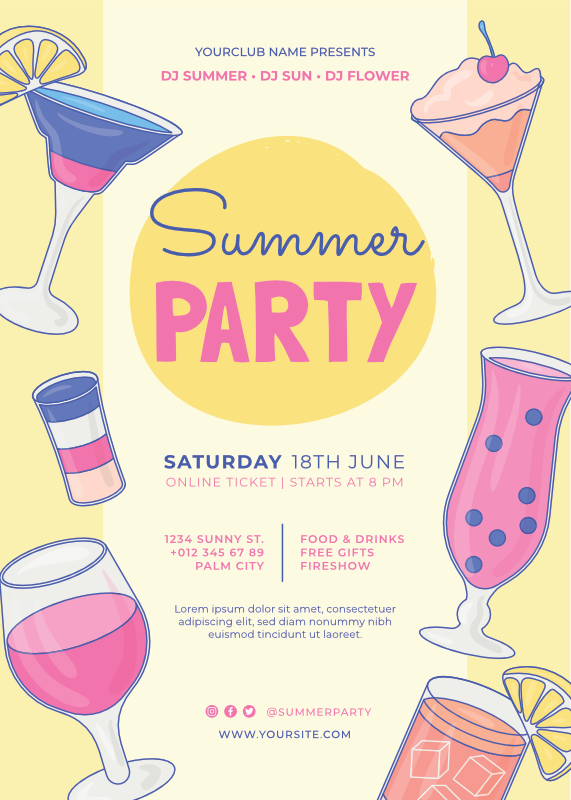 YOURCLUB NAME PRESENTS
DJ SUMMER • DJ SUN • DJ FLOWER
Summer
PARTY
SATURDAY 18TH JUNE
ONLINE TICKET | STARTS AT 8 PM
1234 SUNNY ST.
+012 345 67 89
PALM CITY
FOOD & DRINKS
FREE GIFTS
FIRESHOW
Lorem ipsum dolor sit amet, consectetuer
adipiscing elit, sed diam nonummy nibh
euismod tincidunt ut laoreet.
@SUMMERPARTY
WWW.YOURSITE.COM